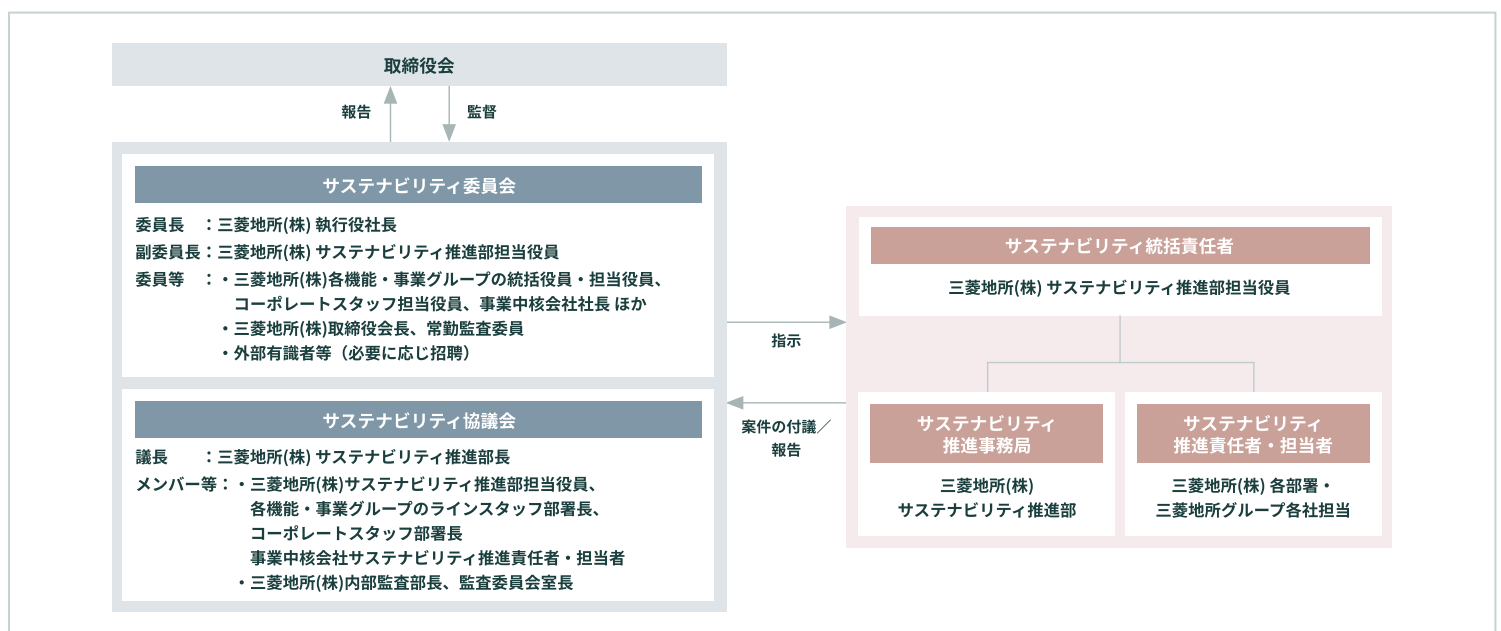 取締役会
報告
監督
サステナビリティ委員会
委員長 ：三菱地所(株) 執行役社長
副委員長：三菱地所(株) サステナビリティ推進部担当役員
委員等 ：・三菱地所(株)各機能・事業グループの統括役員・担当役員、
コーポレートスタッフ担当役員、事業中核会社社長 ほか
・三菱地所(株)取締役会長、常勤監査委員
・外部有識者等（必要に応じ招聘）
サステナビリティ協議会
議長 ：三菱地所(株) サステナビリティ推進部長
メンバー等：・三菱地所(株)サステナビリティ推進部担当役員、
各機能・事業グループのラインスタッフ部署長、
コーポレートスタッフ部署長
事業中核会社サステナビリティ推進責任者・担当者
・三菱地所(株)内部監査部長、監査委員会室長
指示
案件の付議／
報告
サステナビリティ統括責任者
三菱地所(株) サステナビリティ推進部担当役員
サステナビリティ
推進事務局
三菱地所(株)
サステナビリティ推進部
サステナビリティ
推進責任者・担当者
三菱地所(株) 各部署・
三菱地所グループ各社担当